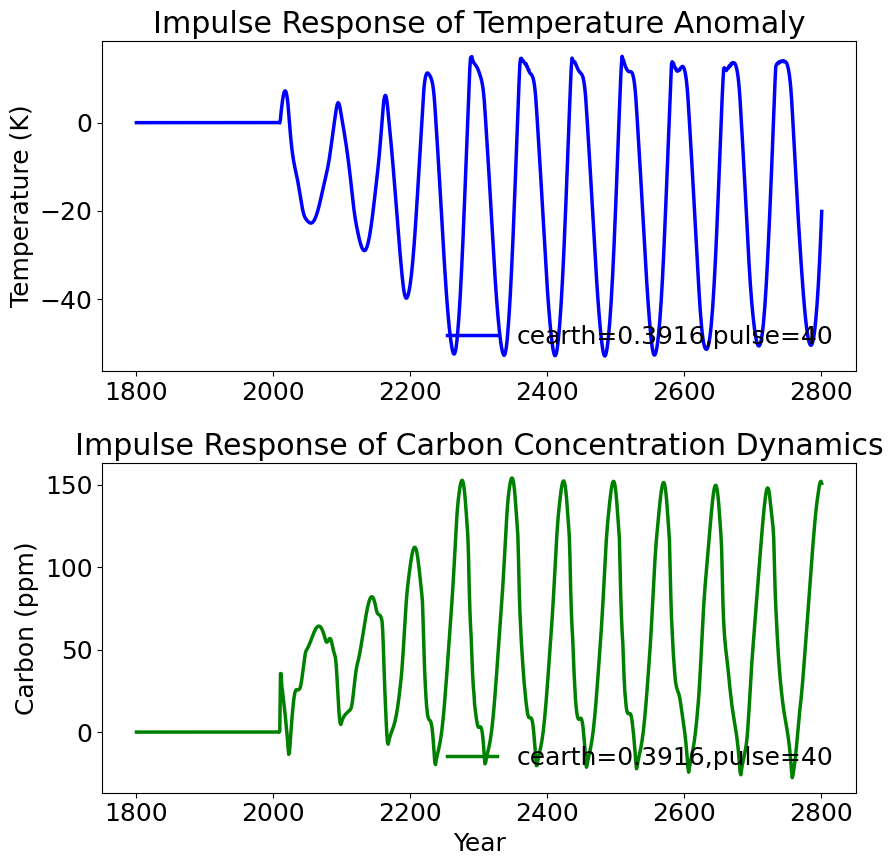 Impulse Response of Temperature Anomaly
Temperature (K)
0
−20
−40
cearth=0.3916,pulse=40
1800 2000 2200 2400 2600 2800
Impulse Response of Carbon Concentration Dynamics
Carbon (ppm)
150
100
50
0
cearth=0.3916,pulse=40
1800 2000 2200 2400 2600 2800
Year